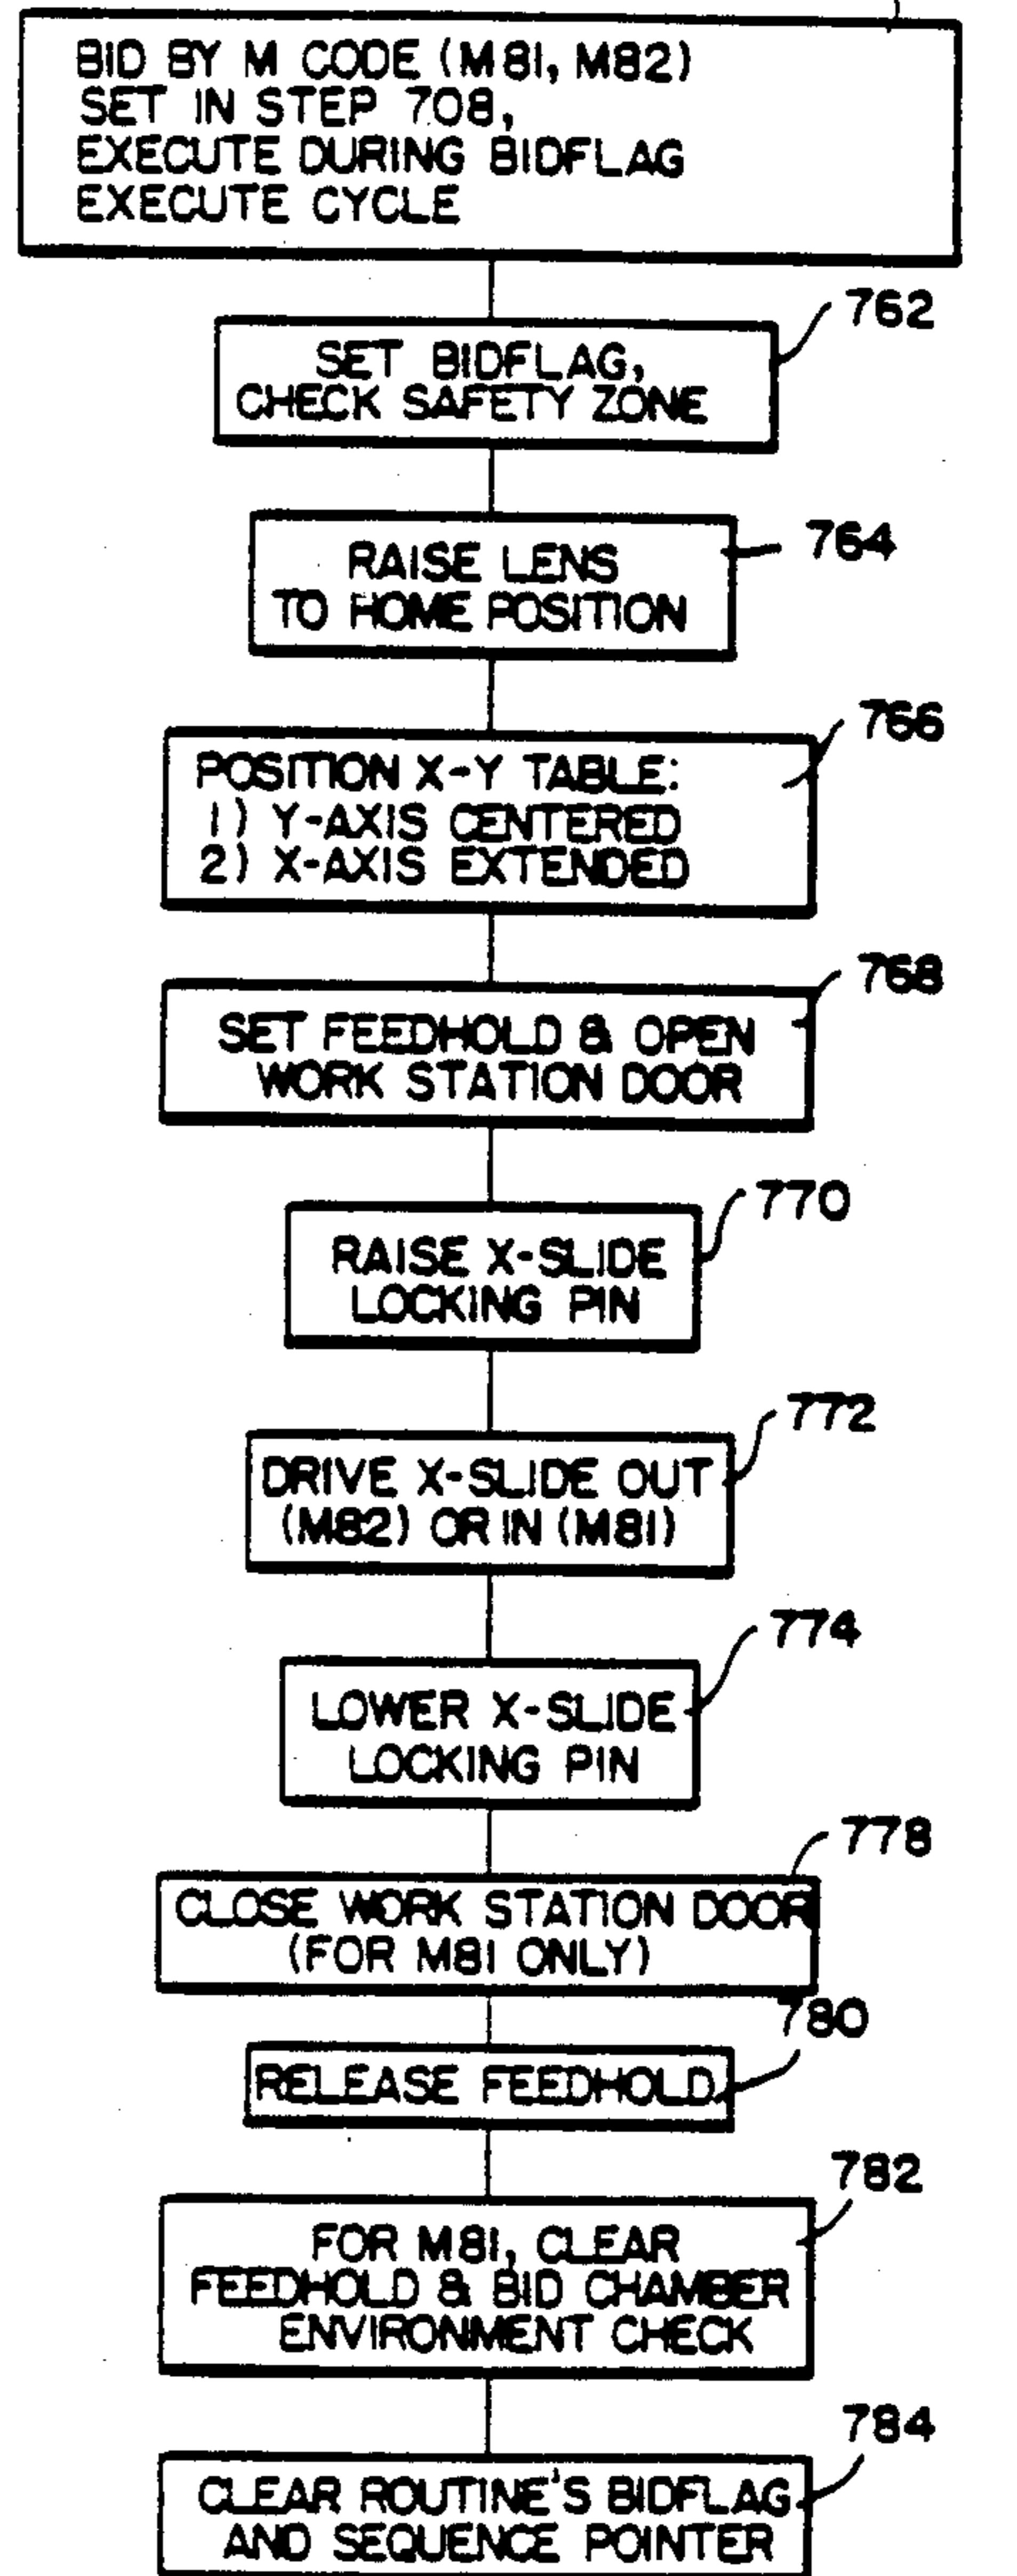 BID BY M CODE (M81, M82)
SET IN STEP 708,
EXECUTE DURING BIDFLAG
EXECUTE CYCLE
762
SET BIDFLAG,
CHECK SAFETY ZONE
764
RAISE LENS
TO HOME POSITION
766
POSITION X-Y TABLE:
1) Y-AXIS CENTERED
2) X-AXIS EXTENDED
768
SET FEEDHOLD & OPEN
WORK STATION DOOR
770
RAISE X-SLIDE
LOCKING PIN
772
DRIVE X-SLIDE OUT
(M82) OR IN (M81)
774
LOWER X-SLIDE
LOCKING PIN
778
CLOSE WORK STATION DOOR
(FOR M81 ONLY)
780
RELEASE FEEDHOLD.
782
FOR M81, CLEAR
FEEDHOLD & BID CHAMBER
ENVIRONMENT CHECK
784
CLEAR ROUTINE'S BIDFLAG
AND SEQUENCE POINTER